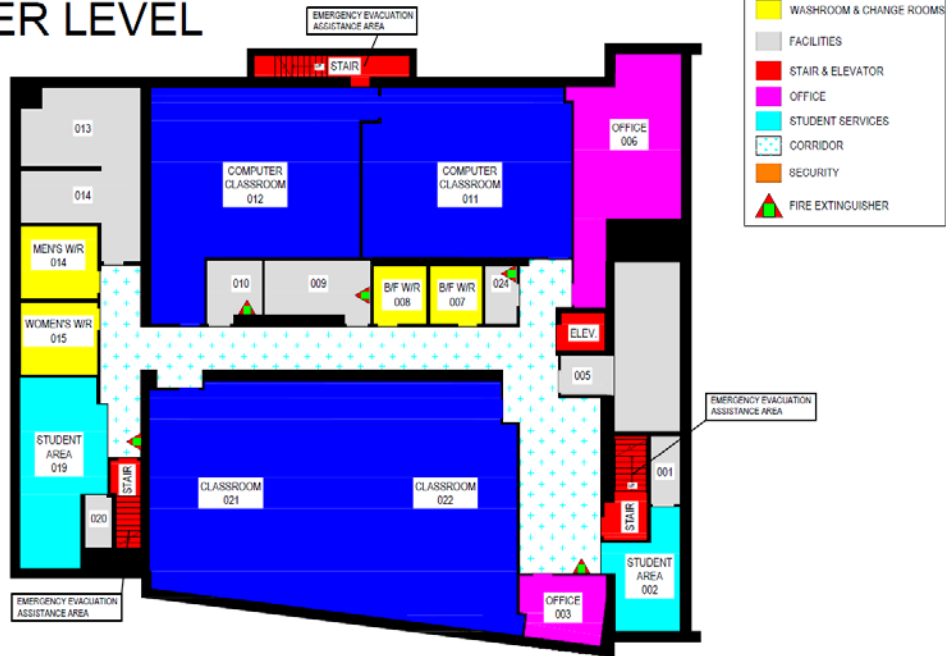 ER LEVEL
EMERGENCY EVACUATION
ASSISTANCE AREA
WASHROOM & CHANGE ROOMS
FACILITIES
STAIR & ELEVATOR
OFFICE
STUDENT SERVICES
CORRIDOR
SECURITY
FIRE EXTINGUISHER
STAIR
UP
OFFICE
006
013
014
COMPUTER
CLASSROOM
012
COMPUTER
CLASSROOM
011
MEN'S W/R
014
WOMEN'S W/R
015
010
009
B/F W/R
008
B/F W/R
007
024
ELEV.
005
EMERGENCY EVACUATION
ASSISTANCE AREA
STUDENT
AREA
019
STAIR
020
CLASSROOM
021
CLASSROOM
022
001
UP
STAIR
STUDENT
AREA
002
OFFICE
003
EMERGENCY EVACUATION
ASSISTANCE AREA